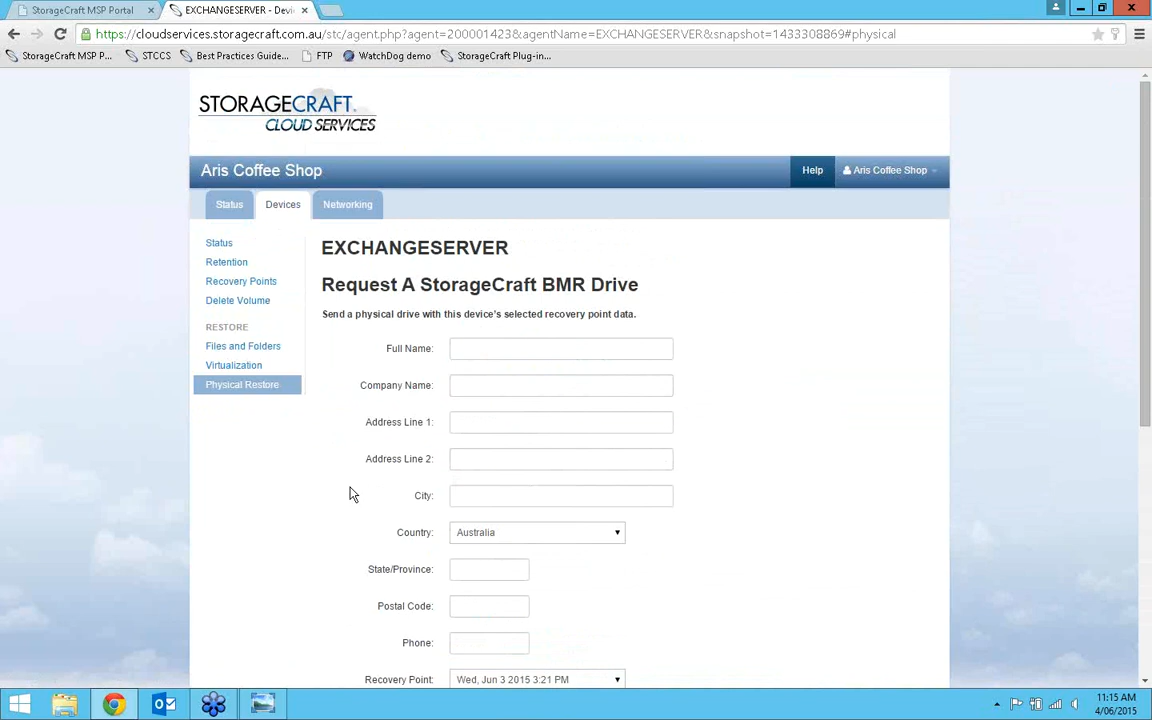 StorageCraft MSP Portal
EXCHANGESERVER - Devi
https://cloudservices.storagecraft.com.au/stc/agent.php?agent=200001423&agentName=EXCHANGESERVER&snapshot=1433308869#physical
StorageCraft MSP P... STCCS Best Practices Guide... FTP WatchDog demo StorageCraft Plug-in...
STORAGECRAFT
CLOUD SERVICES
Aris Coffee Shop
Help
Aris Coffee Shop
Status Devices Networking
Status
Retention
Recovery Points
Delete Volume
RESTORE
Files and Folders
Virtualization
Physical Restore
EXCHANGESERVER
Request A StorageCraft BMR Drive
Send a physical drive with this device's selected recovery point data.
Full Name:
Company Name:
Address Line 1:
Address Line 2:
City:
Country: Australia
State/Province:
Postal Code:
Phone:
Recovery Point: Wed, Jun 3 2015 3:21 PM
11:15 AM
4/06/2015